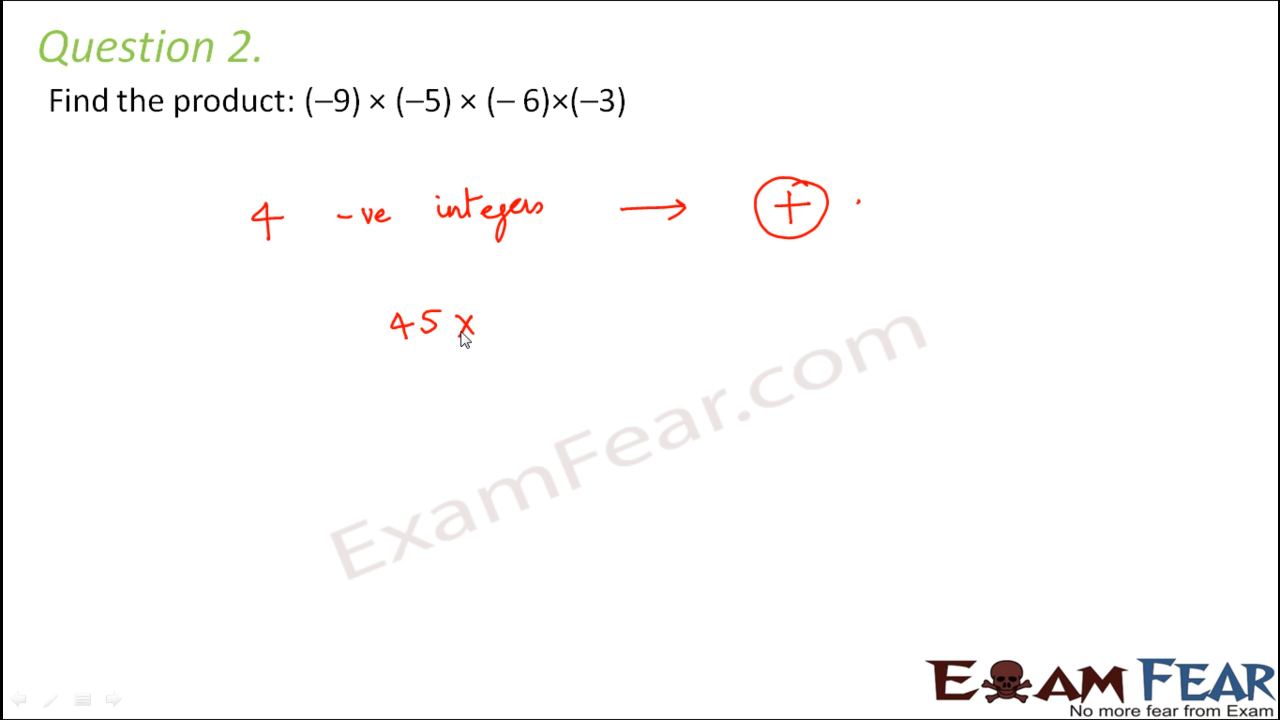 Question 2.
Find the product: (–9) × (–5) × (– 6)×(–3)
4 -ve integers → +
45 x
ExamFear.com
EXAMFEAR
No more fear from Exam